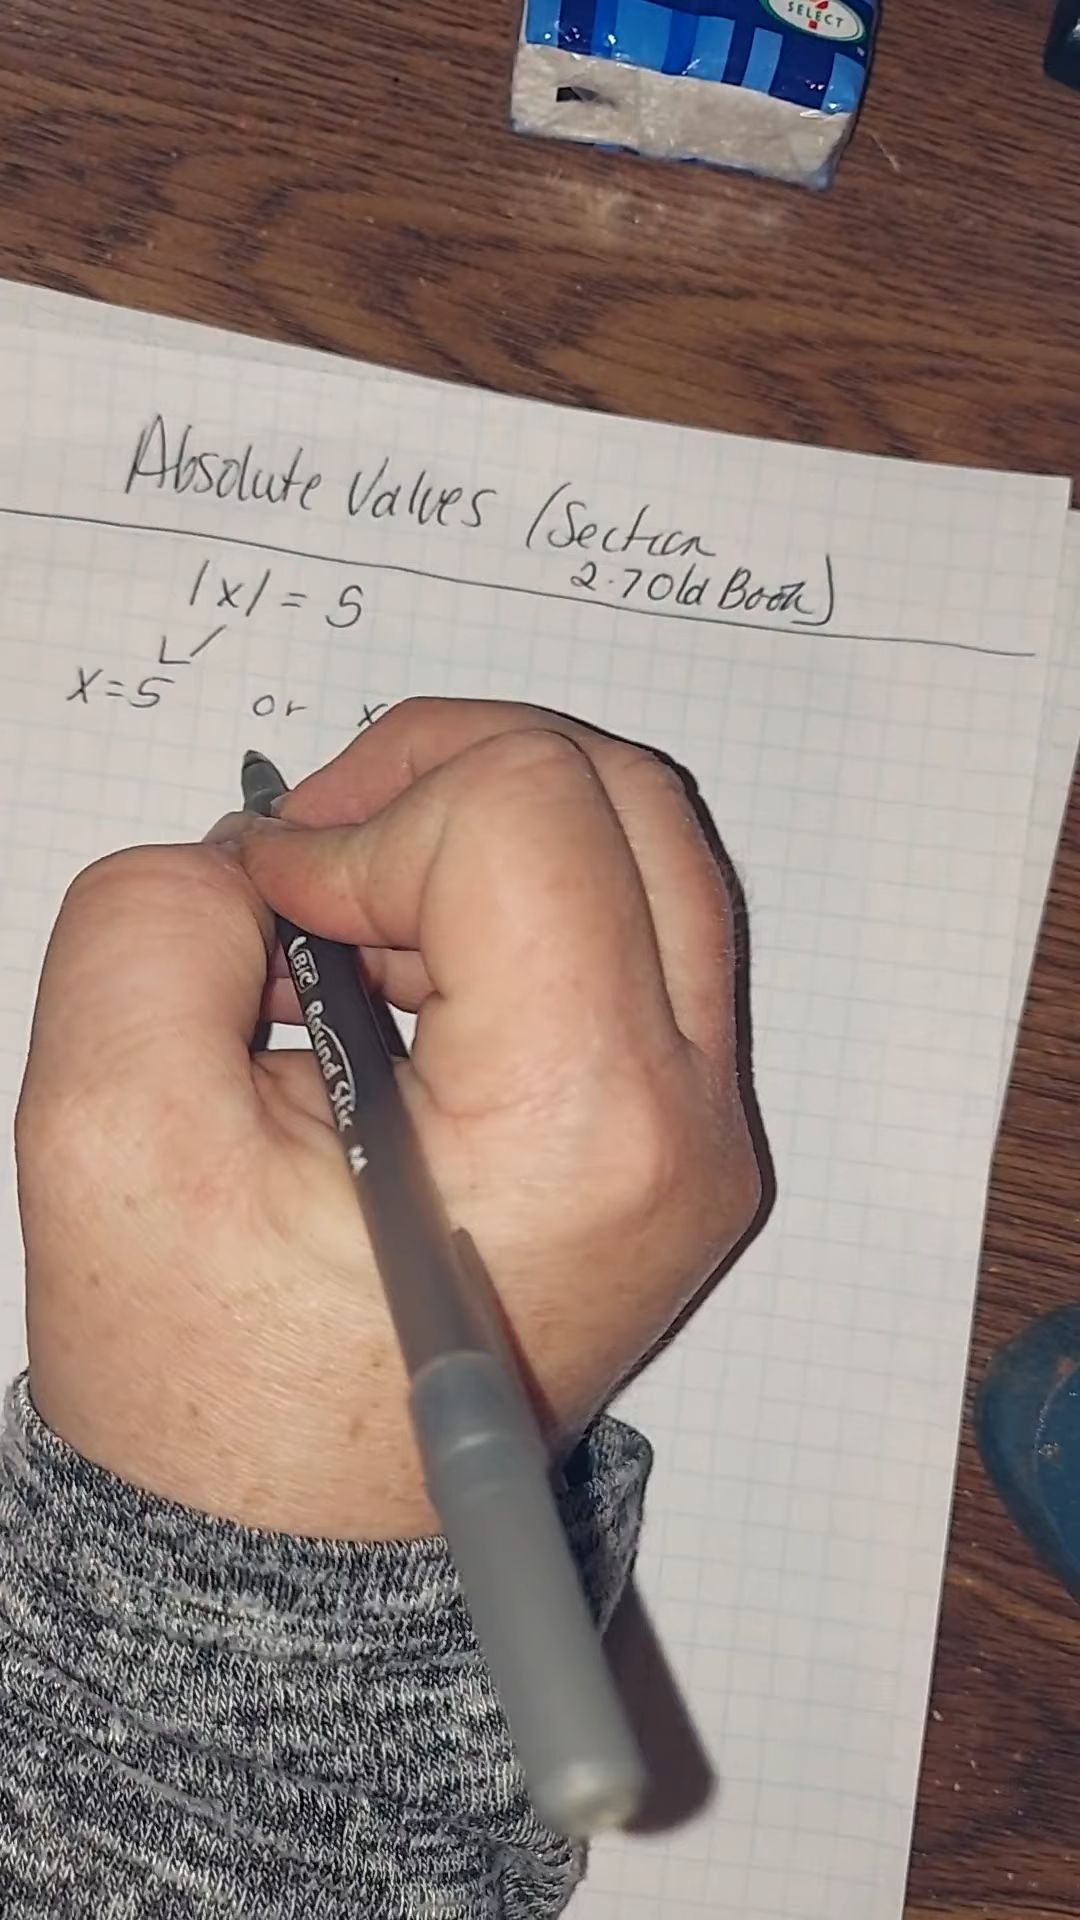 SELECT
Absolute Values (Section
2.7 Old Book)
|x| = 5
x=5 or x
BIC Round Stic M